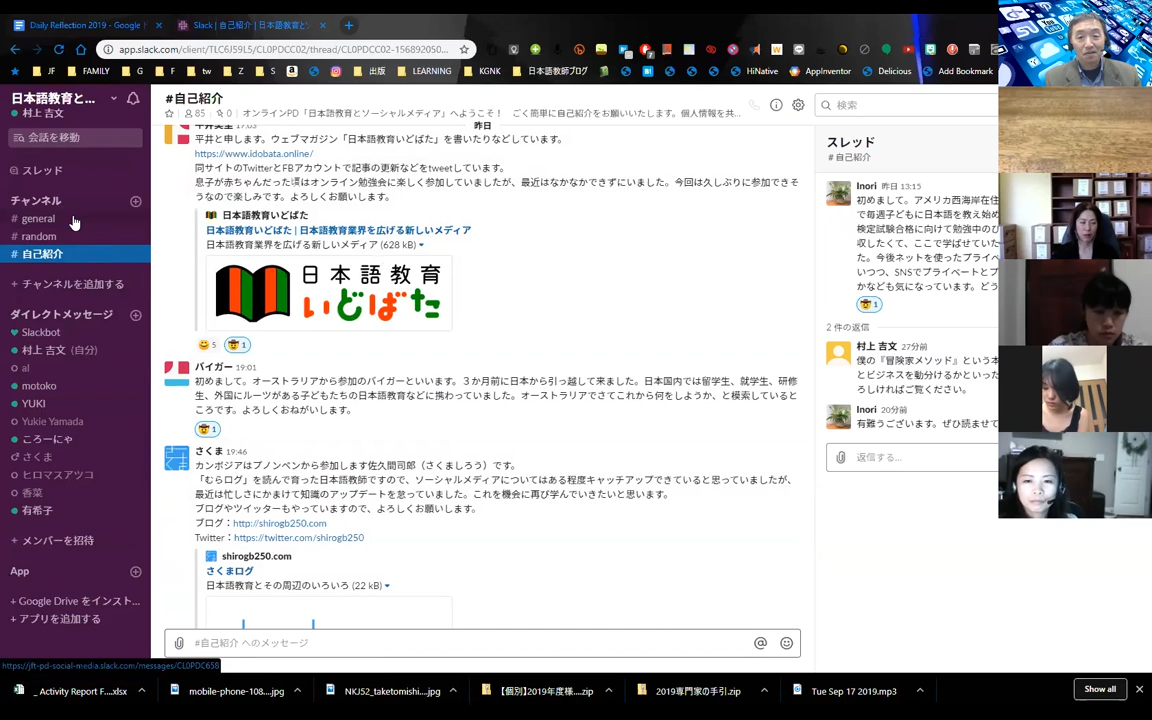 Daily Reflection 2019 - Google
Slack | 自己紹介 | 日本語教育と
app.slack.com/client/TLC6J59L5/CL0PDCC02/thread/CL0PDCC02-156892050...
JF
FAMILY
G
F
tw
Z
S
出版
LEARNING
KGNK
日本語教師ブログ
HiNative
AppInventor
Delicious
Add Bookmark
日本語教育と...
村上 吉文
会話を移動
スレッド
チャンネル
# general
# random
# 自己紹介
+ チャンネルを追加する
ダイレクトメッセージ
Slackbot
村上 吉文 (自分)
al
motoko
YUKI
Yukie Yamada
ころーにゃ
さくま
ヒロマスアツコ
香菜
有希子
+ メンバーを招待
App
+ Google Drive をインスト...
+ アプリを追加する
https://jft-pd-social-media.slack.com/messages/CL0PDC658
#自己紹介
85 | 0 | オンラインPD「日本語教育とソーシャルメディア」へようこそ！ ごく簡単に自己紹介をお願いいたします。個人情報を共...
検索
昨日
平井と申します。ウェブマガジン「日本語教育いどばた」を書いたりなどしています。
https://www.idobata.online/
同サイトのTwitterとFBアカウントで記事の更新などをtweetしています。
息子が赤ちゃんだった頃はオンライン勉強会に楽しく参加していましたが、最近はなかなかできずにいました。今回は久しぶりに参加できそ
うなので楽しみです。よろしくお願いします。
日本語教育いどばた
日本語教育いどばた | 日本語教育業界を広げる新しいメディア
日本語教育業界を広げる新しいメディア (628 kB)
日本語教育
いどばた
5
1
バイガー 19:01
初めまして。オーストラリアから参加のバイガーといいます。３か月前に日本から引っ越して来ました。日本国内では留学生、就学生、研修
生、外国にルーツがある子どもたちの日本語教育などに携わっていました。オーストラリアでさてこれから何をしようか、と模索していると
ころです。よろしくおねがいします。
1
さくま 19:46
カンボジアはプノンペンから参加します佐久間司郎（さくましろう）です。
「むらログ」を読んで育った日本語教師ですので、ソーシャルメディアについてはある程度キャッチアップできていると思っていましたが、
最近は忙しさにかまけて知識のアップデートを怠っていました。これを機会に再び学んでいきたいと思います。
ブログやツイッターもやっていますので、よろしくお願いします。
ブログ：http://shirogb250.com
Twitter：https://twitter.com/shirogb250
shirogb250.com
さくまログ
日本語教育とその周辺のいろいろ (22 kB)
#自己紹介 へのメッセージ
スレッド
# 自己紹介
Inori 昨日 13:15
初めまして。アメリカ西海岸在住
で毎週子どもに日本語を教え始め
検定試験合格に向けて勉強中のひ
収したくて、ここで学ばせていた
た。今後ネットを使ったプライベ
いつつ、SNSでプライベートとプ
かなども気になっています。どう
1
2 件の返信
村上 吉文 27分前
僕の『冒険家メソッド』という本
とビジネスを動分けるかといった
ろしければご覧ください。
Inori 20分前
有難うございます。ぜひ読ませて
返信する...
_ Activity Report F....xlsx
mobile-phone-108....jpg
NKJ52_taketomishi....jpg
【個別】2019年度様....zip
2019専門家の手引.zip
Tue Sep 17 2019.mp3
Show all